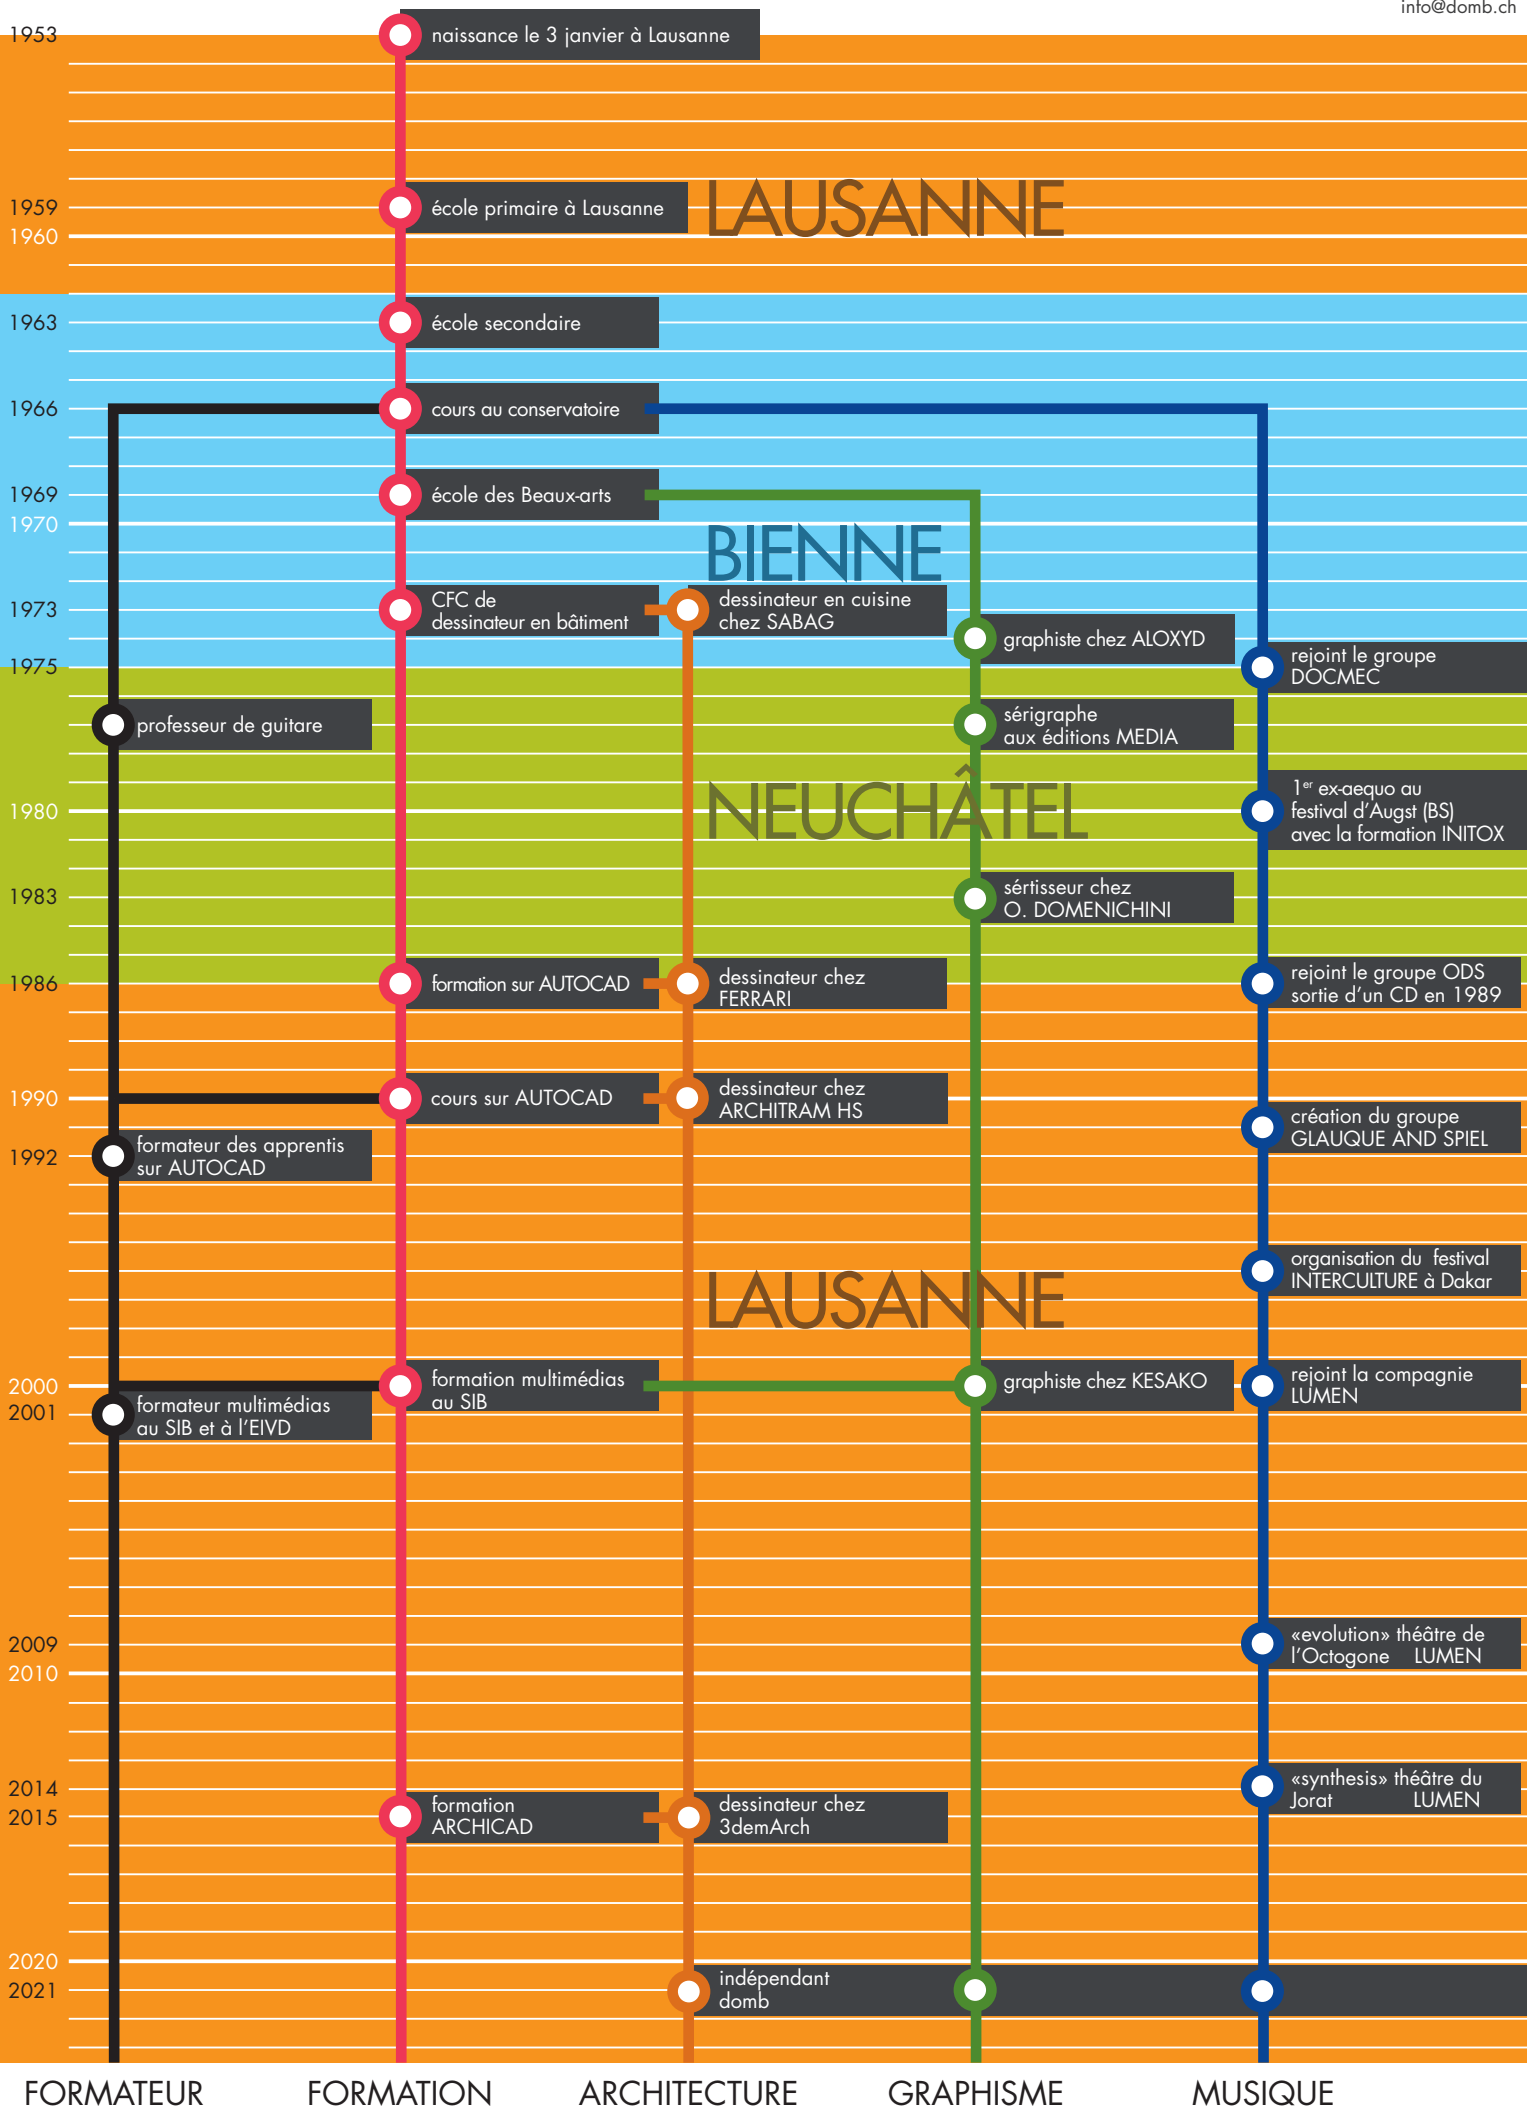 info@domb.ch
1953
naissance le 3 janvier à Lausanne
1959
école primaire à Lausanne
LAUSANNE
1960
1963
école secondaire
1966
cours au conservatoire
1969
école des Beaux-arts
1970
BIENNE
1973
CFC de
dessinateur en bâtiment
dessinateur en cuisine
chez SABAG
graphiste chez ALOXYD
1975
rejoint le groupe
DOCMEC
professeur de guitare
sérigraphe
aux éditions MEDIA
NEUCHÂTEL
1980
1er ex-aequo au
festival d'Augst (BS)
avec la formation INITOX
1983
sértisseur chez
O. DOMENICHINI
1986
formation sur AUTOCAD
dessinateur chez
FERRARI
rejoint le groupe ODS
sortie d'un CD en 1989
1990
cours sur AUTOCAD
dessinateur chez
ARCHITRAM HS
création du groupe
GLAUQUE AND SPIEL
1992
formateur des apprentis
sur AUTOCAD
organisation du festival
INTERCULTURE à Dakar
LAUSANNE
2000
formation multimédias
au SIB
graphiste chez KESAKO
rejoint la compagnie
LUMEN
2001
formateur multimédias
au SIB et à l'EIVD
2009
«evolution» théâtre de
l'Octogone LUMEN
2010
2014
«synthesis» théâtre du
Jorat LUMEN
2015
formation
ARCHICAD
dessinateur chez
3demArch
2020
2021
indépendant
domb
FORMATEUR FORMATION ARCHITECTURE GRAPHISME MUSIQUE